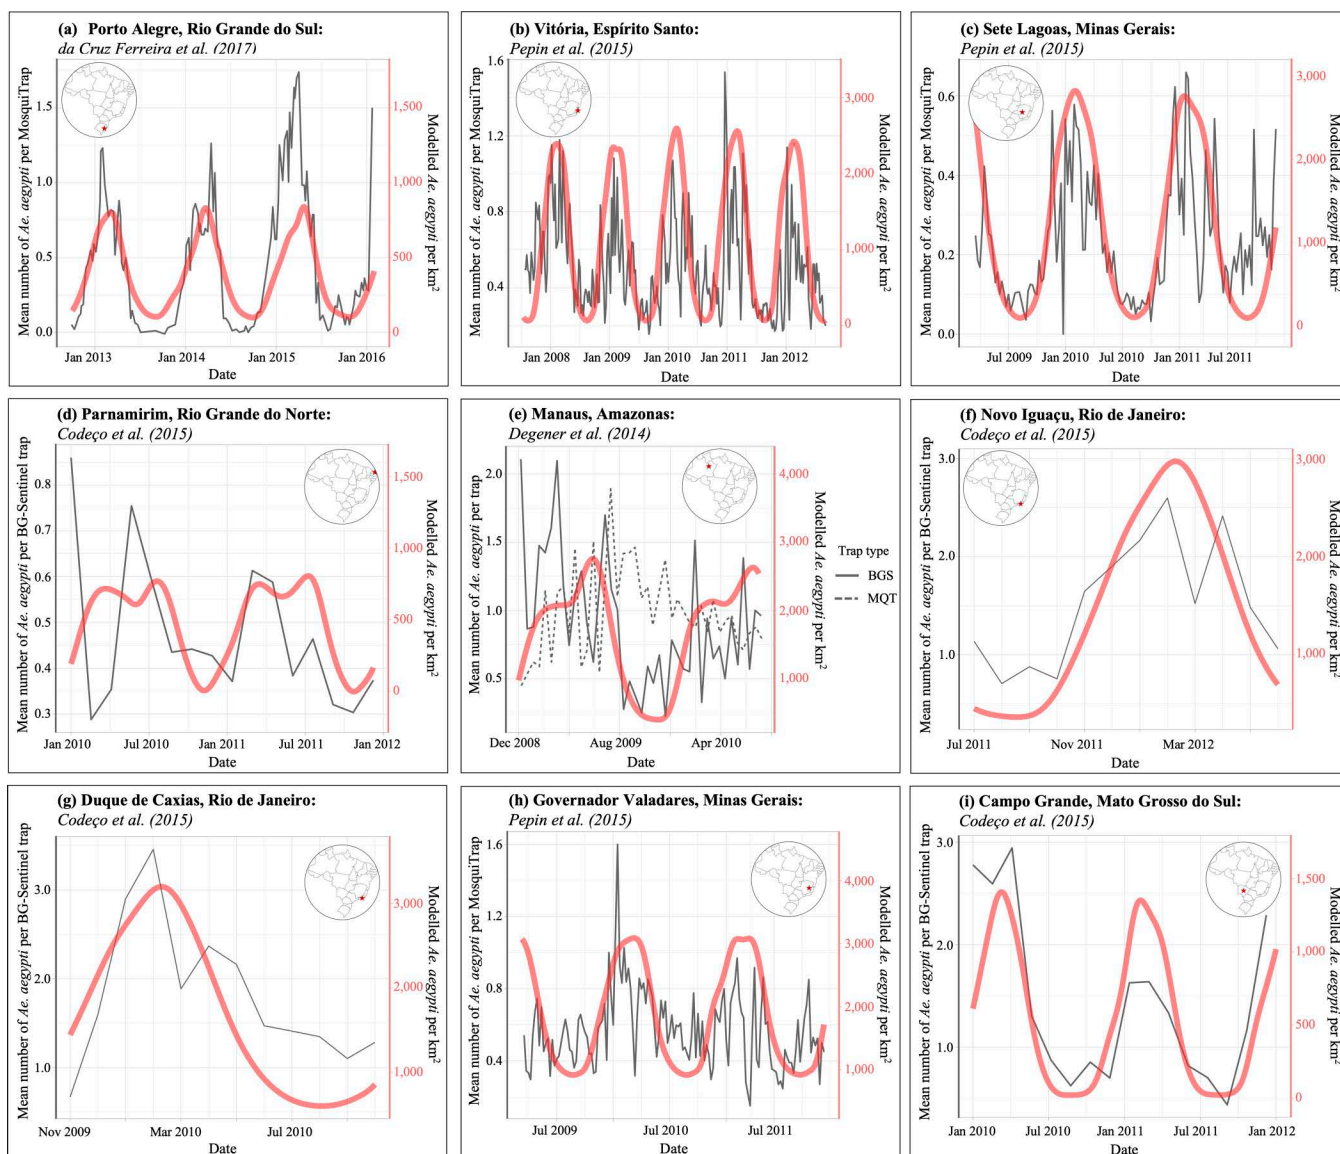 (a) Porto Alegre, Rio Grande do Sul:
da Cruz Ferreira et al. (2017)
Mean number of Ae. aegypti per MosquiTrap
1.5
1.0
0.5
0.0
1,500
1,000
500
0
Modelled Ae. aegypti per km²
Jan 2013
Jan 2014
Jan 2015
Jan 2016
Date
(b) Vitória, Espírito Santo:
Pepin et al. (2015)
Mean number of Ae. aegypti per MosquiTrap
1.6
1.2
0.8
0.4
3,000
2,000
1,000
0
Modelled Ae. aegypti per km²
Jan 2008
Jan 2009
Jan 2010
Jan 2011
Jan 2012
Date
(c) Sete Lagoas, Minas Gerais:
Pepin et al. (2015)
Mean number of Ae. aegypti per MosquiTrap
0.6
0.4
0.2
0.0
3,000
2,000
1,000
0
Modelled Ae. aegypti per km²
Jul 2009
Jan 2010
Jul 2010
Jan 2011
Jul 2011
Date
(d) Parnamirim, Rio Grande do Norte:
Codeço et al. (2015)
Mean number of Ae. aegypti per BG-Sentinel trap
0.8
0.7
0.6
0.5
0.4
0.3
1,500
1,000
500
0
Modelled Ae. aegypti per km²
Jan 2010
Jul 2010
Jan 2011
Jul 2011
Jan 2012
Date
(e) Manaus, Amazonas:
Degener et al. (2014)
Mean number of Ae. aegypti per trap
2.0
1.5
1.0
0.5
4,000
3,000
2,000
1,000
Modelled Ae. aegypti per km²
Trap type
BGS
MQT
Dec 2008
Aug 2009
Apr 2010
Date
(f) Novo Iguaçu, Rio de Janeiro:
Codeço et al. (2015)
Mean number of Ae. aegypti per BG-Sentinel trap
3.0
2.0
1.0
3,000
2,000
1,000
Modelled Ae. aegypti per km²
Jul 2011
Nov 2011
Mar 2012
Date
(g) Duque de Caxias, Rio de Janeiro:
Codeço et al. (2015)
Mean number of Ae. aegypti per BG-Sentinel trap
3.0
2.0
1.0
3,000
2,000
1,000
Modelled Ae. aegypti per km²
Nov 2009
Mar 2010
Jul 2010
Date
(h) Governador Valadares, Minas Gerais:
Pepin et al. (2015)
Mean number of Ae. aegypti per MosquiTrap
1.6
1.2
0.8
0.4
4,000
3,000
2,000
1,000
Modelled Ae. aegypti per km²
Jul 2009
Jul 2010
Jul 2011
Date
(i) Campo Grande, Mato Grosso do Sul:
Codeço et al. (2015)
Mean number of Ae. aegypti per BG-Sentinel trap
3.0
2.0
1.0
1,500
1,000
500
0
Modelled Ae. aegypti per km²
Jan 2010
Jul 2010
Jan 2011
Jul 2011
Jan 2012
Date